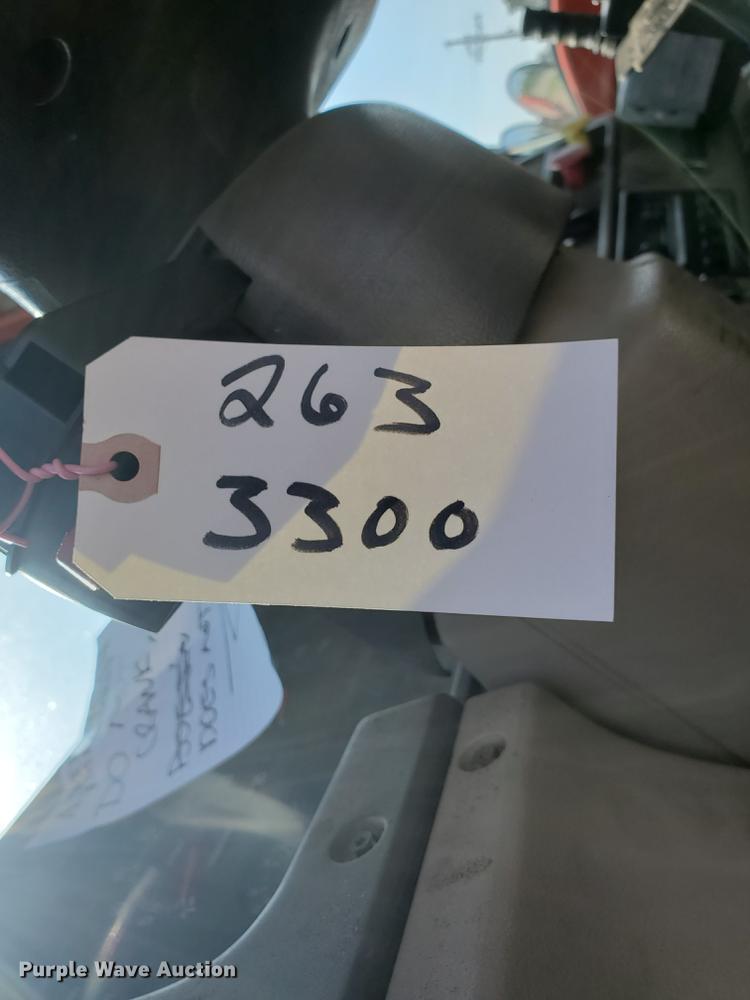 263
3300
DO
CRANK
DOES NOT
Purple Wave Auction